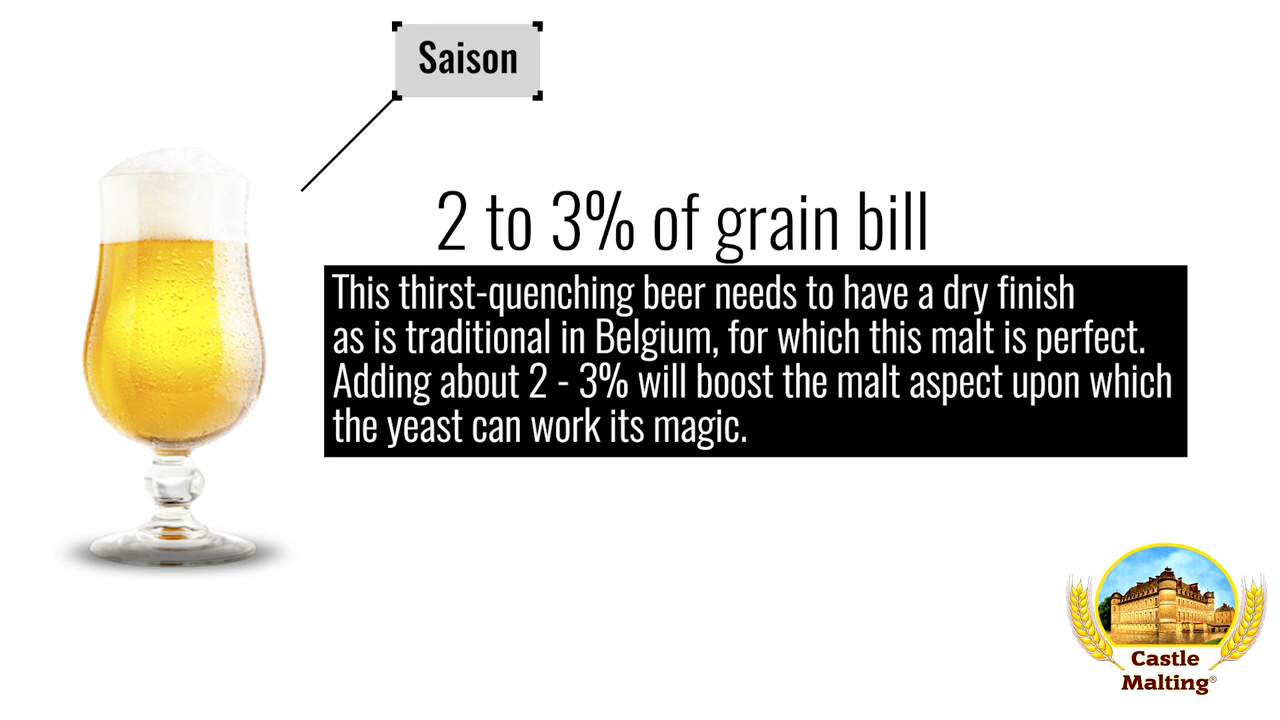 Saison
2 to 3% of grain bill
This thirst-quenching beer needs to have a dry finish
as is traditional in Belgium, for which this malt is perfect.
Adding about 2 - 3% will boost the malt aspect upon which
the yeast can work its magic.
Castle
Malting®